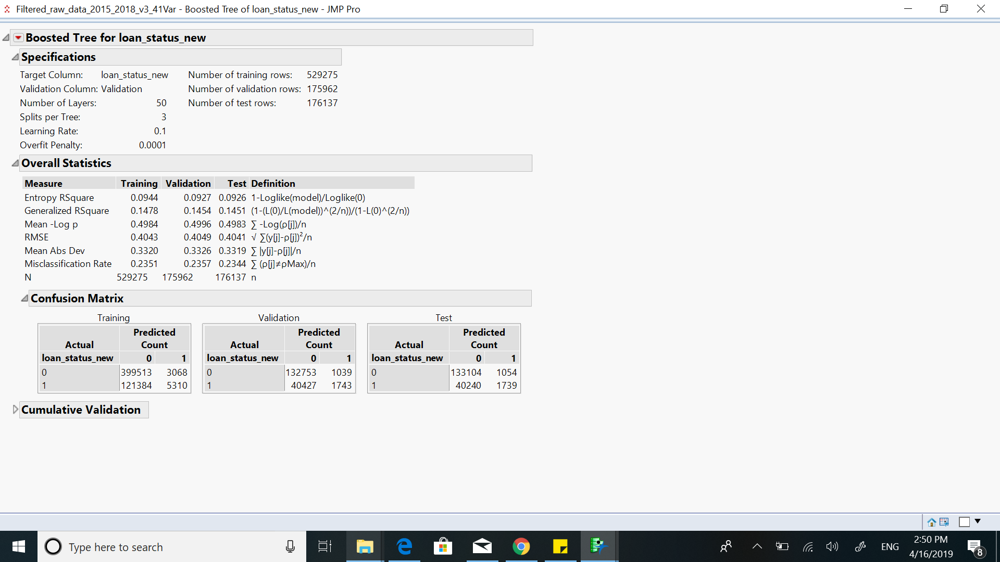 Filtered_raw_data_2015_2018_v3_41Var - Boosted Tree of loan_status_new - JMP Pro
Boosted Tree for loan_status_new
Specifications
Target Column: loan_status_new Number of training rows: 529275
Validation Column: Validation Number of validation rows: 175962
Number of Layers: 50 Number of test rows: 176137
Splits per Tree: 3
Learning Rate: 0.1
Overfit Penalty: 0.0001
Overall Statistics
Measure Training Validation Test Definition
Entropy RSquare 0.0944 0.0927 0.0926 1-Loglike(model)/Loglike(0)
Generalized RSquare 0.1478 0.1454 0.1451 (1-(L(0)/L(model))^(2/n))/(1-L(0)^(2/n))
Mean -Log p 0.4984 0.4996 0.4983 ∑ -Log(ρ[j])/n
RMSE 0.4043 0.4049 0.4041 √ ∑(y[j]-ρ[j])²/n
Mean Abs Dev 0.3320 0.3326 0.3319 ∑ |y[j]-ρ[j]|/n
Misclassification Rate 0.2351 0.2357 0.2344 ∑ (ρ[j]≠ρMax)/n
N 529275 175962 176137 n
Confusion Matrix
Training Validation Test
Predicted Predicted Predicted
Actual Count Actual Count Actual Count
loan_status_new 0 1 loan_status_new 0 1 loan_status_new 0 1
0 399513 3068 0 132753 1039 0 133104 1054
1 121384 5310 1 40427 1743 1 40240 1739
Cumulative Validation
Type here to search
ENG
2:50 PM
4/16/2019
8